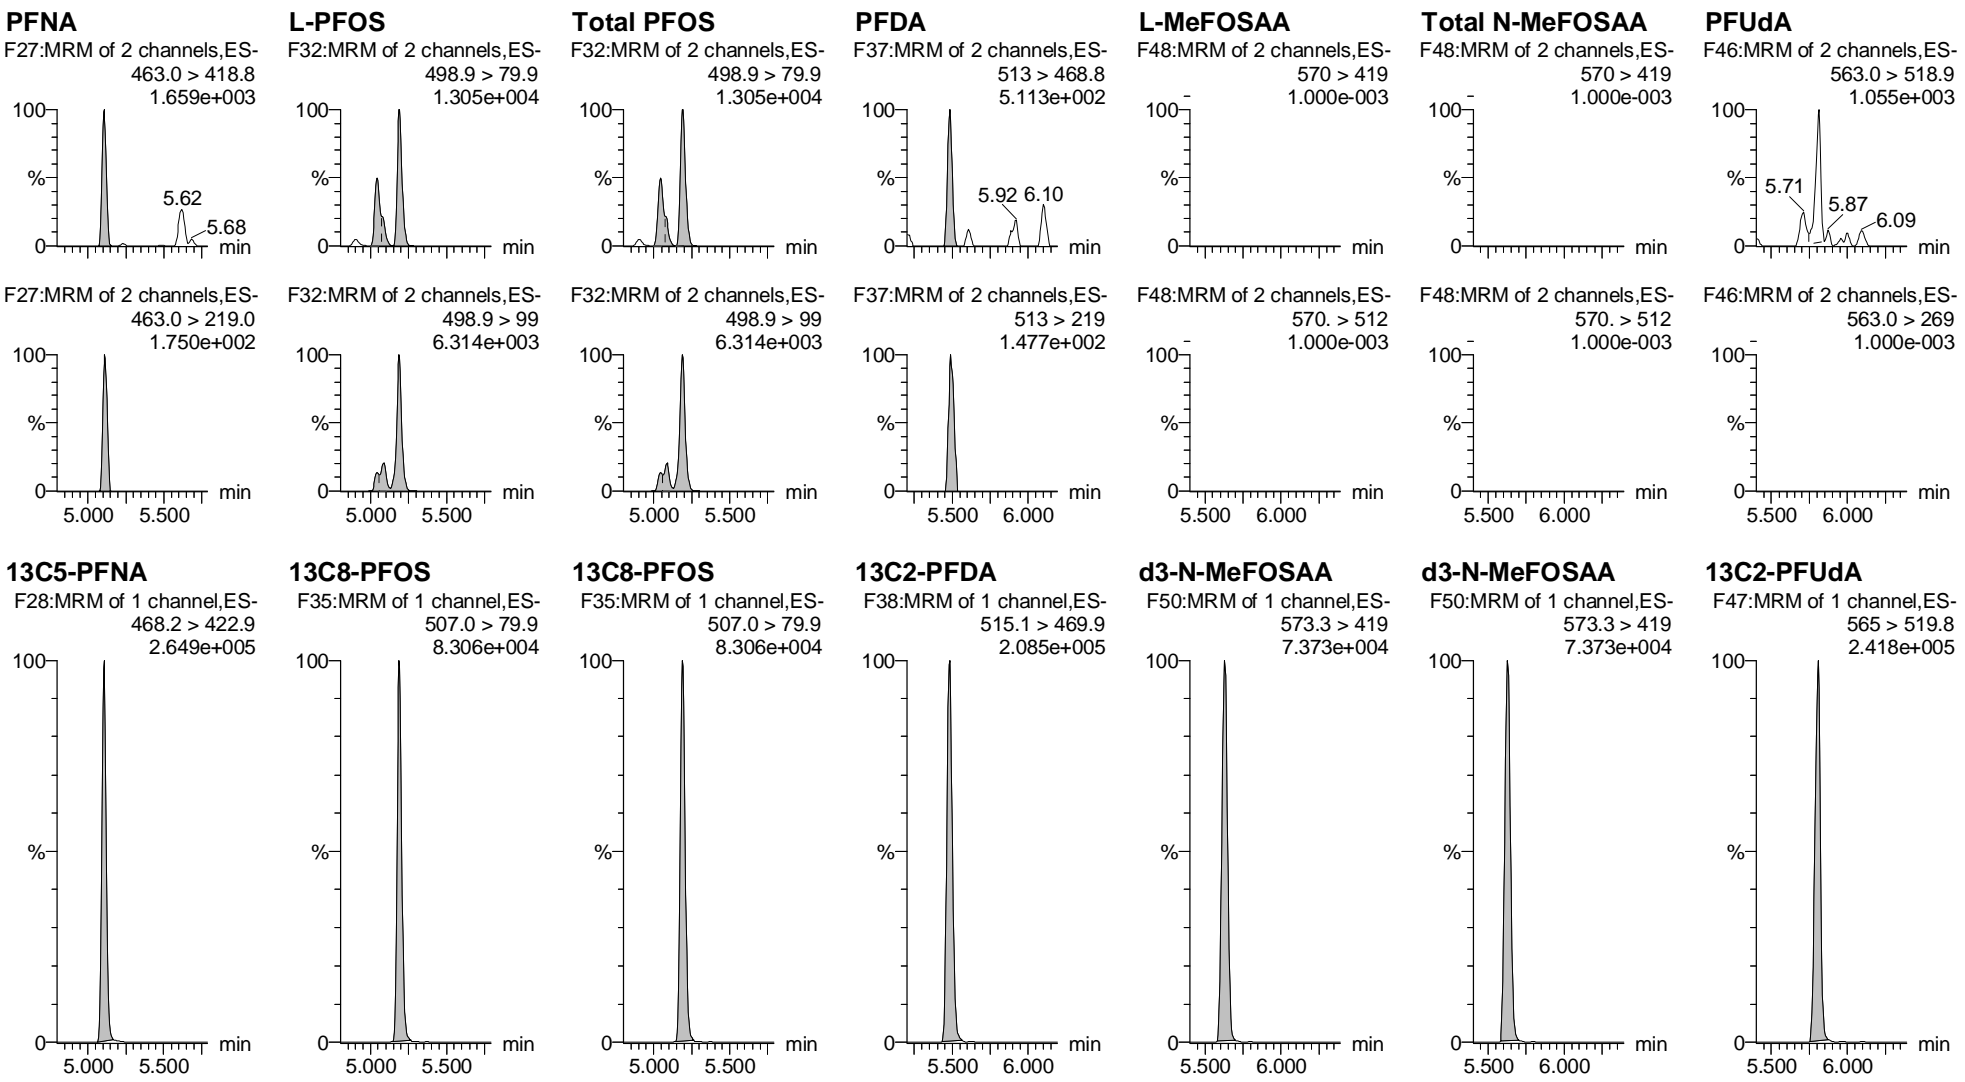 PFNA
F27:MRM of 2 channels,ES-
463.0 > 418.8
1.659e+003
100
%
0
5.62
5.68
min
L-PFOS
F32:MRM of 2 channels,ES-
498.9 > 79.9
1.305e+004
100
%
0
min
Total PFOS
F32:MRM of 2 channels,ES-
498.9 > 79.9
1.305e+004
100
%
0
min
PFDA
F37:MRM of 2 channels,ES-
513 > 468.8
5.113e+002
100
%
0
5.92
6.10
min
L-MeFOSAA
F48:MRM of 2 channels,ES-
570 > 419
1.000e-003
100
%
0
min
Total N-MeFOSAA
F48:MRM of 2 channels,ES-
570 > 419
1.000e-003
100
%
0
min
PFUdA
F46:MRM of 2 channels,ES-
563.0 > 518.9
1.055e+003
100
%
0
5.71
5.87
6.09
min
F27:MRM of 2 channels,ES-
463.0 > 219.0
1.750e+002
100
%
0
min
5.000 5.500
F32:MRM of 2 channels,ES-
498.9 > 99
6.314e+003
100
%
0
min
5.000 5.500
F32:MRM of 2 channels,ES-
498.9 > 99
6.314e+003
100
%
0
min
5.000 5.500
F37:MRM of 2 channels,ES-
513 > 219
1.477e+002
100
%
0
min
5.500 6.000
F48:MRM of 2 channels,ES-
570. > 512
1.000e-003
100
%
0
min
5.500 6.000
F48:MRM of 2 channels,ES-
570. > 512
1.000e-003
100
%
0
min
5.500 6.000
F46:MRM of 2 channels,ES-
563.0 > 269
1.000e-003
100
%
0
min
5.500 6.000
13C5-PFNA
F28:MRM of 1 channel,ES-
468.2 > 422.9
2.649e+005
100
%
0
min
5.000 5.500
13C8-PFOS
F35:MRM of 1 channel,ES-
507.0 > 79.9
8.306e+004
100
%
0
min
5.000 5.500
13C8-PFOS
F35:MRM of 1 channel,ES-
507.0 > 79.9
8.306e+004
100
%
0
min
5.000 5.500
13C2-PFDA
F38:MRM of 1 channel,ES-
515.1 > 469.9
2.085e+005
100
%
0
min
5.500 6.000
d3-N-MeFOSAA
F50:MRM of 1 channel,ES-
573.3 > 419
7.373e+004
100
%
0
min
5.500 6.000
d3-N-MeFOSAA
F50:MRM of 1 channel,ES-
573.3 > 419
7.373e+004
100
%
0
min
5.500 6.000
13C2-PFUdA
F47:MRM of 1 channel,ES-
565 > 519.8
2.418e+005
100
%
0
min
5.500 6.000